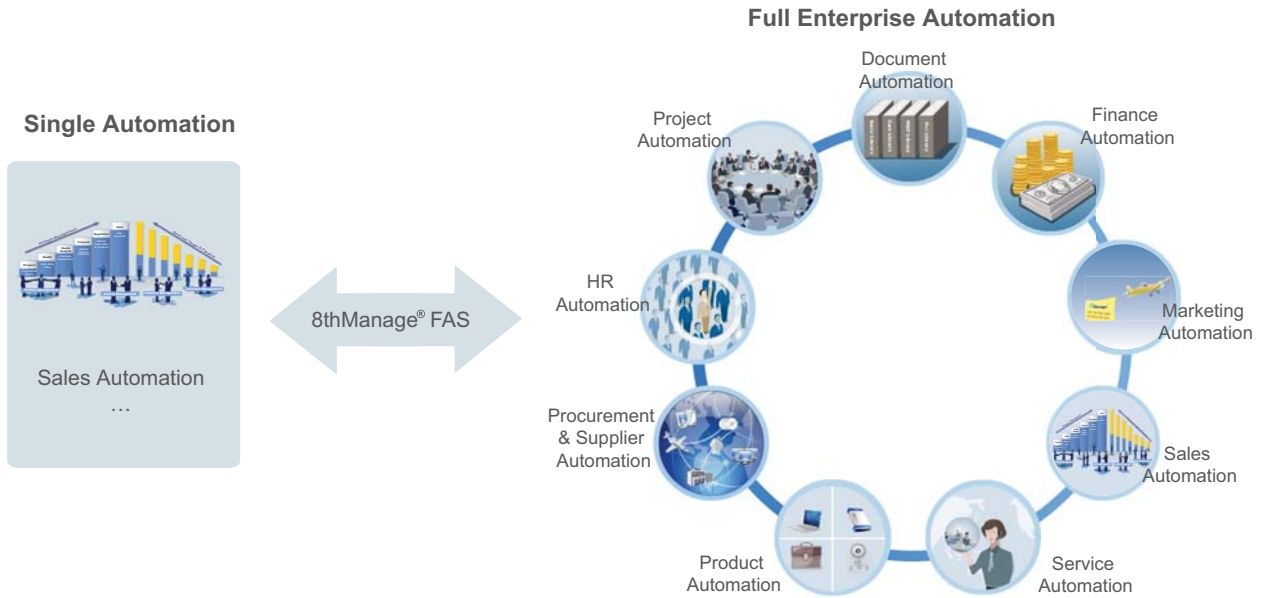 Full Enterprise Automation
Single Automation
Sales Automation
…
8thManage® FAS
Document
Automation
Finance
Automation
Marketing
Automation
Sales
Automation
Service
Automation
Product
Automation
Procurement
& Supplier
Automation
HR
Automation
Project
Automation